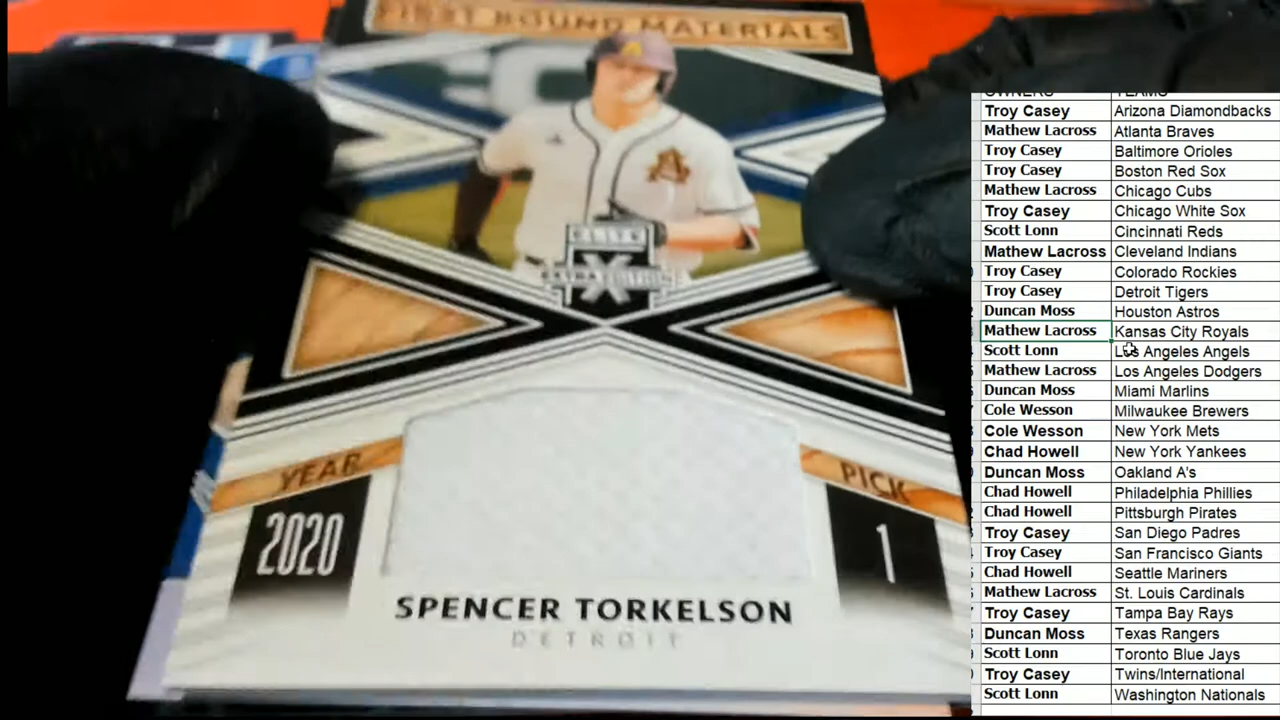 FIRST ROUND MATERIALS
A
A
ELITE
EXTRA EDITION
X
YEAR
PICK
2020
1
SPENCER TORKELSON
DETROIT
OWNERS TEAMS
Troy Casey Arizona Diamondbacks
Mathew Lacross Atlanta Braves
Troy Casey Baltimore Orioles
Troy Casey Boston Red Sox
Mathew Lacross Chicago Cubs
Troy Casey Chicago White Sox
Scott Lonn Cincinnati Reds
Mathew Lacross Cleveland Indians
Troy Casey Colorado Rockies
Troy Casey Detroit Tigers
Duncan Moss Houston Astros
Mathew Lacross Kansas City Royals
Scott Lonn Los Angeles Angels
Mathew Lacross Los Angeles Dodgers
Duncan Moss Miami Marlins
Cole Wesson Milwaukee Brewers
Cole Wesson New York Mets
Chad Howell New York Yankees
Duncan Moss Oakland A's
Chad Howell Philadelphia Phillies
Chad Howell Pittsburgh Pirates
Troy Casey San Diego Padres
Troy Casey San Francisco Giants
Chad Howell Seattle Mariners
Mathew Lacross St. Louis Cardinals
Troy Casey Tampa Bay Rays
Duncan Moss Texas Rangers
Scott Lonn Toronto Blue Jays
Troy Casey Twins/International
Scott Lonn Washington Nationals